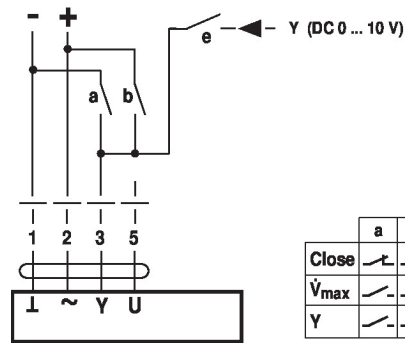 - +
e Y (DC 0 ... 10 V)
a b
1 2 3 5
⊥ ~ Y U
a
Close
V̇max
Y